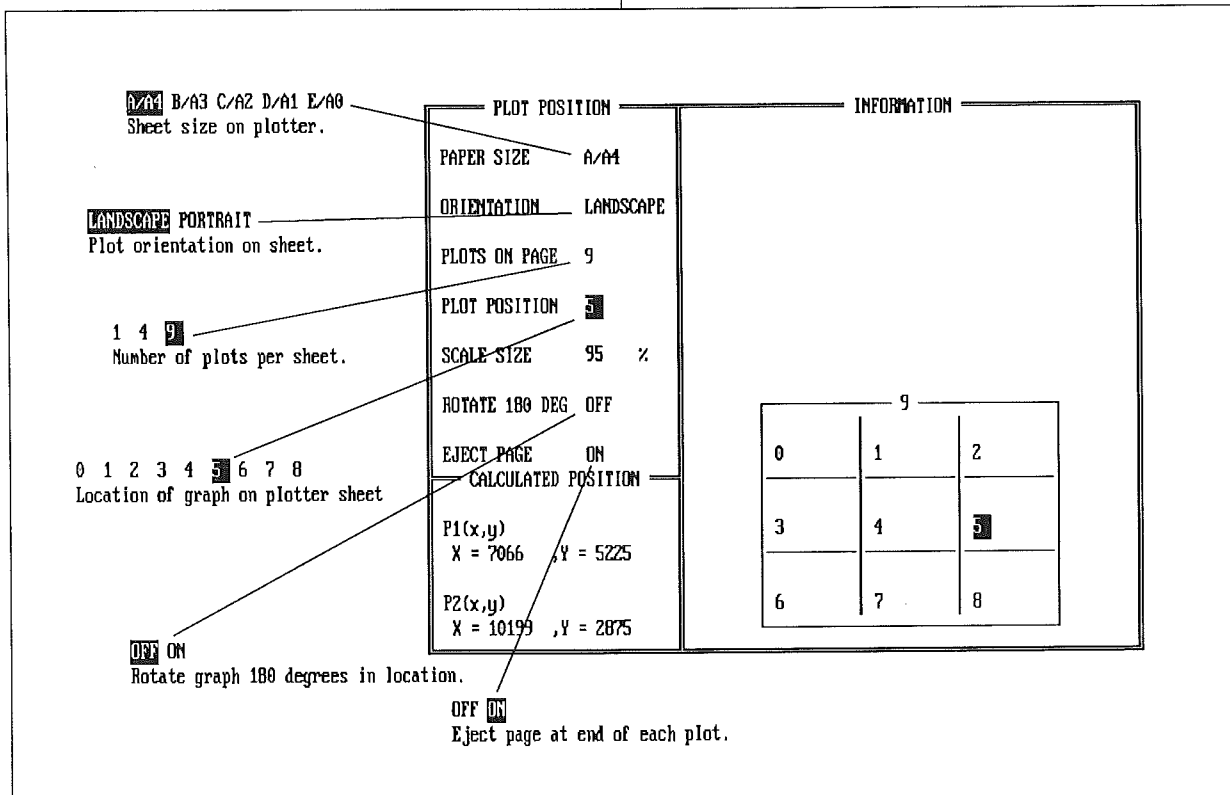 A/A4 B/A3 C/A2 D/A1 E/A0
Sheet size on plotter.
LANDSCAPE PORTRAIT
Plot orientation on sheet.
1 4 9
Number of plots per sheet.
0 1 2 3 4 5 6 7 8
Location of graph on plotter sheet
OFF ON
Rotate graph 180 degrees in location.
OFF ON
Eject page at end of each plot.
PLOT POSITION
PAPER SIZE A/A4
ORIENTATION LANDSCAPE
PLOTS ON PAGE 9
PLOT POSITION 5
SCALE SIZE 95 %
ROTATE 180 DEG OFF
EJECT PAGE ON
CALCULATED POSITION
P1(x,y)
X = 7066 ,Y = 5225
P2(x,y)
X = 10199 ,Y = 2875
INFORMATION
9
0 1 2
3 4 5
6 7 8